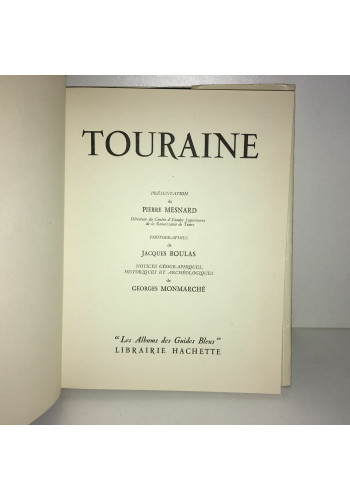 TOURAINE
PRÉSENTATION
de
PIERRE MESNARD
Directeur du Centre d'Études Supérieures
de la Renaissance de Tours
PHOTOGRAPHIES
de
JACQUES BOULAS
NOTICES GÉOGRAPHIQUES,
HISTORIQUES ET ARCHÉOLOGIQUES
de
GEORGES MONMARCHÉ
"Les Albums des Guides Bleus"
LIBRAIRIE HACHETTE